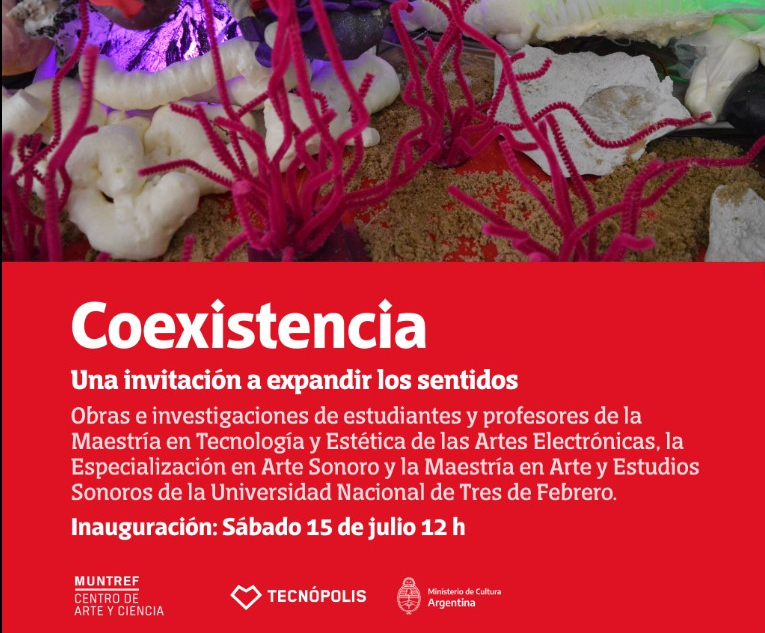 Coexistencia
Una invitación a expandir los sentidos
Obras e investigaciones de estudiantes y profesores de la
Maestría en Tecnología y Estética de las Artes Electrónicas, la
Especialización en Arte Sonoro y la Maestría en Arte y Estudios
Sonoros de la Universidad Nacional de Tres de Febrero.
Inauguración: Sábado 15 de julio 12 h
MUNTREF
CENTRO DE
ARTE Y CIENCIA
TECNÓPOLIS
Ministerio de Cultura
Argentina